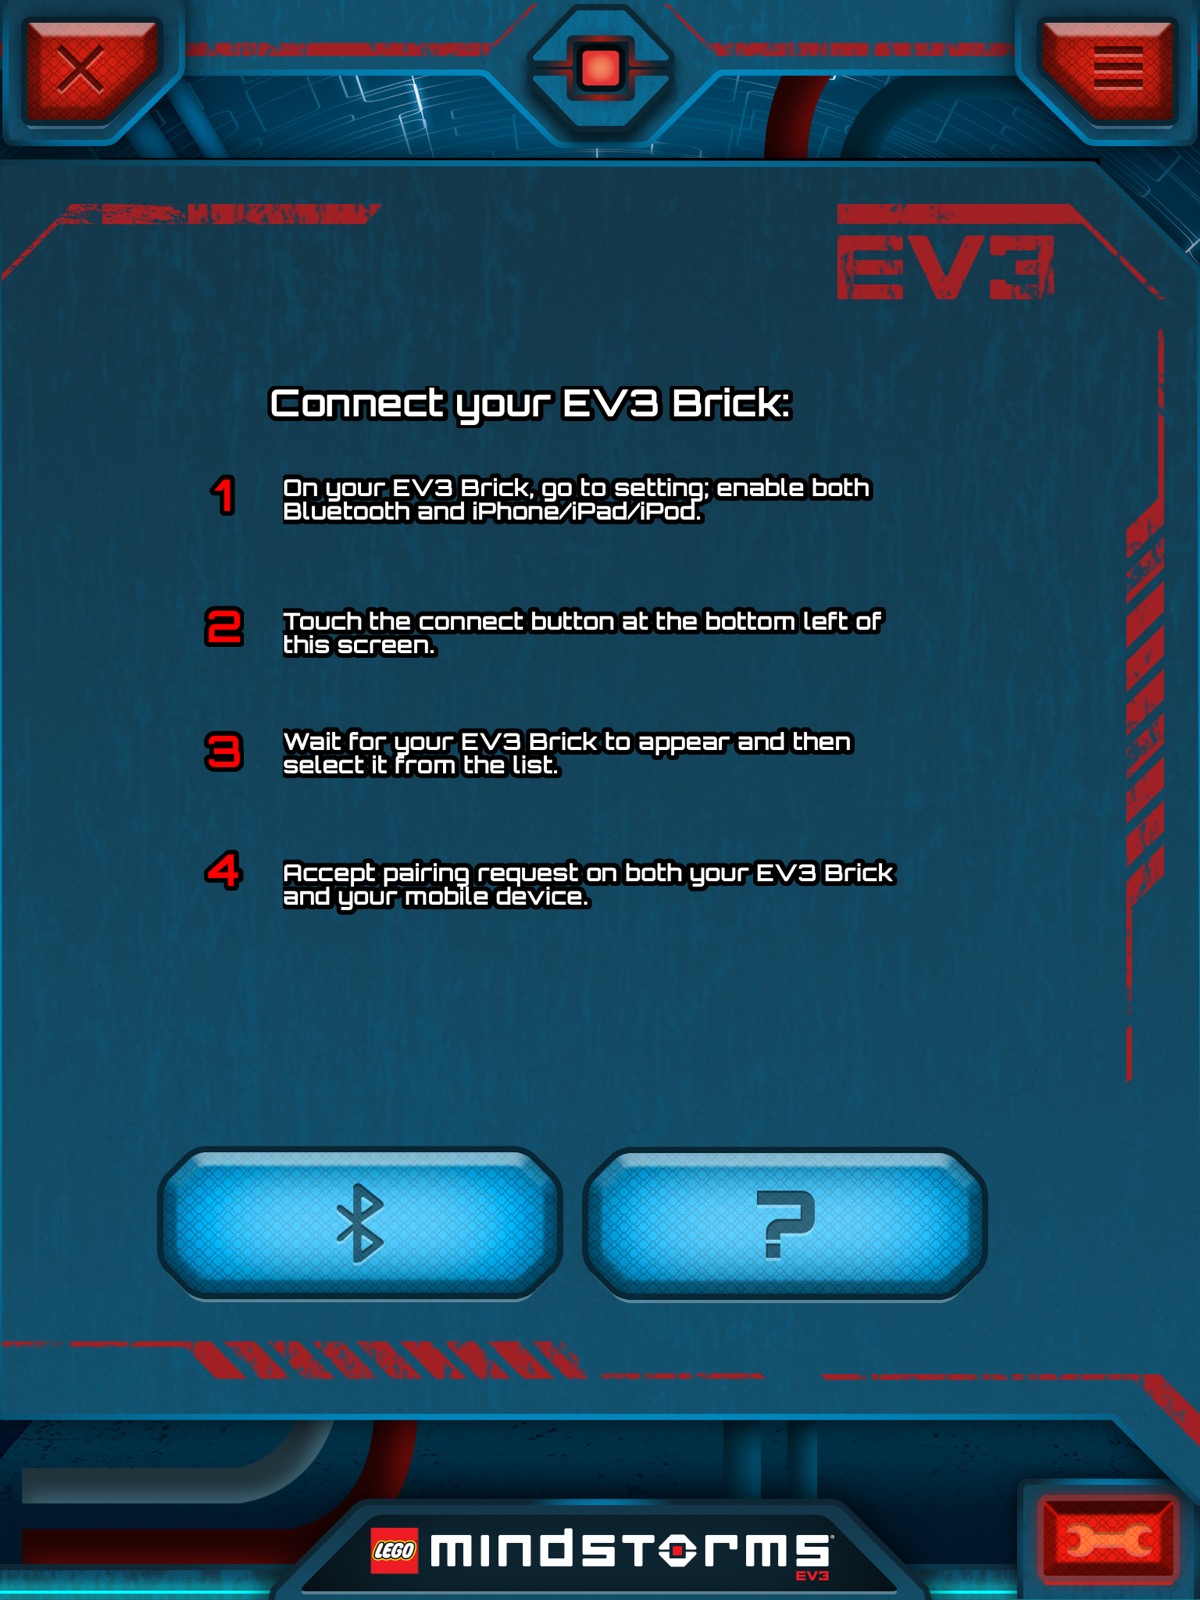 EV3
Connect your EV3 Brick:
1 On your EV3 Brick, go to setting; enable both
Bluetooth and iPhone/iPad/iPod.
2 Touch the connect button at the bottom left of
this screen.
3 Wait for your EV3 Brick to appear and then
select it from the list.
4 Accept pairing request on both your EV3 Brick
and your mobile device.
?
LEGO mindstorms
EV3